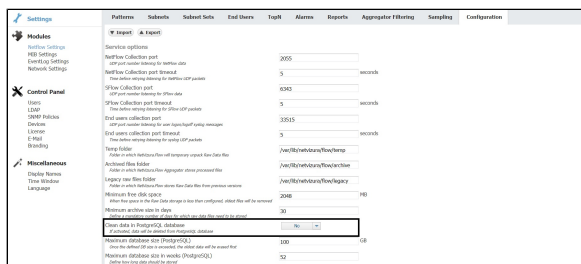 Settings
Patterns Subnets Subnet Sets End Users TopN Alarms Reports Aggregator Filtering Sampling Configuration
Import Export
Modules
Netflow Settings
MIB Settings
EventLog Settings
Network Settings
Control Panel
Users
LDAP
SNMP Policies
Devices
License
E-Mail
Branding
Miscellaneous
Display Names
Time Window
Language
Service options
NetFlow Collection port 2055
UDP port number listening for NetFlow data
NetFlow Collection port timeout 5 seconds
Time before retrying listening for NetFlow UDP packets
SFlow Collection port 6343
UDP port number listening for SFlow data
SFlow Collection port timeout 5 seconds
Time before retrying listening for SFlow UDP packets
End users collection port 33515
UDP port number listening for user logon/logoff syslog messages
End users collection port timeout 5 seconds
Time before retrying listening for syslog UDP packets
Temp folder /var/lib/netvizura/flow/temp
Folder in which NetVizura will temporarily unpack Raw Data files
Archived files folder /var/lib/netvizura/flow/archive
Folder in which NetVizura Flow Aggregator stores processed files
Legacy raw files folder /var/lib/netvizura/flow/legacy
Folder in which NetVizura Flow stores Raw Data files from previous versions
Minimum free disk space 2048 MB
When free space in the Raw Data storage is less then configured, oldest files will be removed
Minimum archive size in days 30
Define a mandatory number of days for which raw data files need to be stored
Clean data in PostgreSQL database No
If activated, data will be deleted from PostgreSQL database
Maximum database size (PostgreSQL) 100 GB
Once the defined DB size is exceeded, the oldest data will be erased first
Maximum database size in weeks (PostgreSQL) 52
Define how long data should be stored